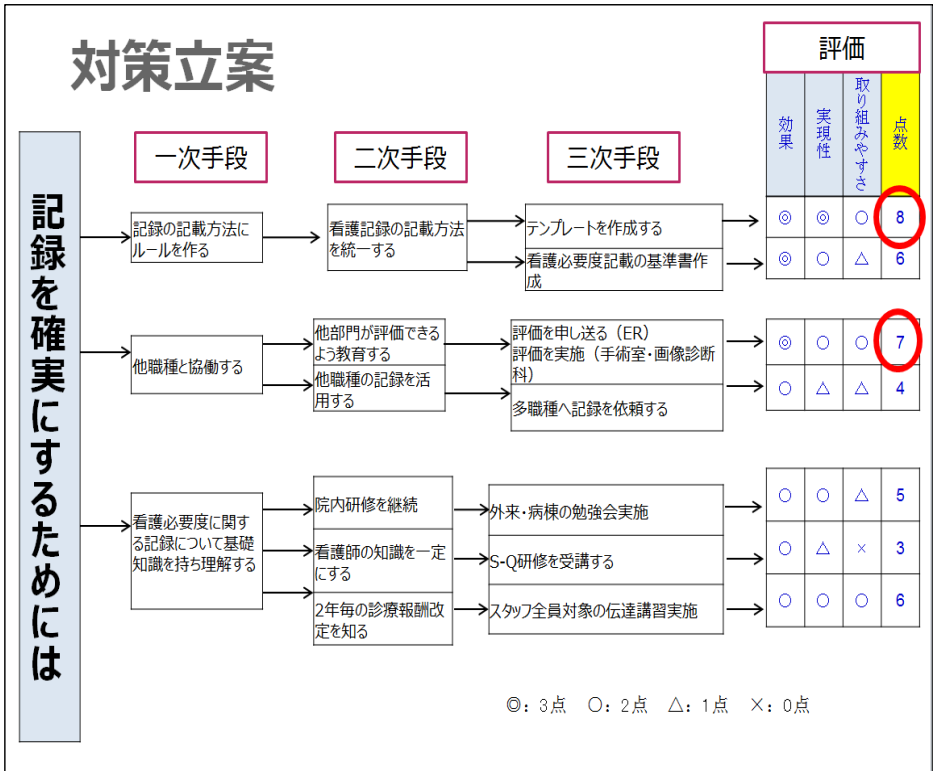 対策立案
評価
効果
実現性
取り組みやすさ
点数
一次手段
二次手段
三次手段
記録を確実にするためには
記録の記載方法に
ルールを作る
看護記録の記載方法
を統一する
テンプレートを作成する
◎ ◎ ○ 8
看護必要度記載の基準書作
成
◎ ○ △ 6
他職種と協働する
他部門が評価できる
よう教育する
評価を申し送る（ER）
評価を実施（手術室・画像診断
科）
◎ ○ ○ 7
他職種の記録を活
用する
多職種へ記録を依頼する
○ △ △ 4
看護必要度に関す
る記録について基礎
知識を持ち理解する
院内研修を継続
外来・病棟の勉強会実施
○ ○ △ 5
看護師の知識を一定
にする
S-Q研修を受講する
○ △ × 3
2年毎の診療報酬改
定を知る
スタッフ全員対象の伝達講習実施
○ ○ ○ 6
◎：3点 ○：2点 △：1点 ×：0点